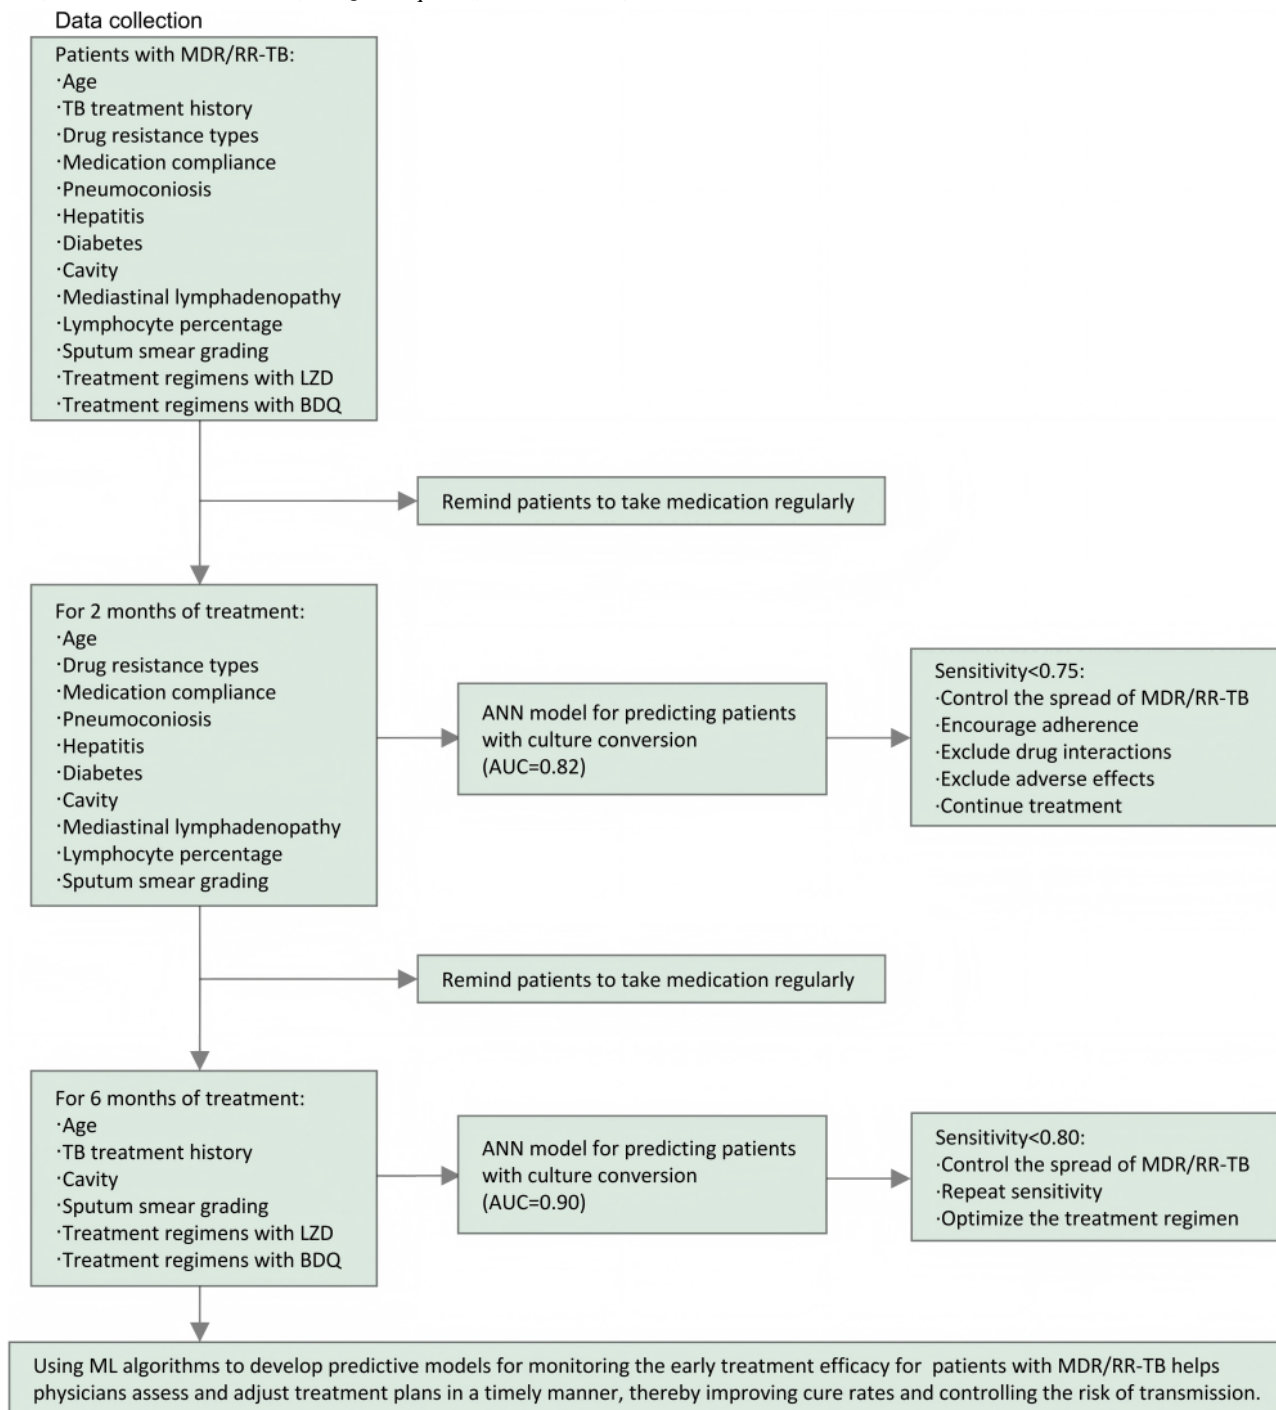 Data collection
Patients with MDR/RR-TB:
·Age
·TB treatment history
·Drug resistance types
·Medication compliance
·Pneumoconiosis
·Hepatitis
·Diabetes
·Cavity
·Mediastinal lymphadenopathy
·Lymphocyte percentage
·Sputum smear grading
·Treatment regimens with LZD
·Treatment regimens with BDQ
Remind patients to take medication regularly
For 2 months of treatment:
·Age
·Drug resistance types
·Medication compliance
·Pneumoconiosis
·Hepatitis
·Diabetes
·Cavity
·Mediastinal lymphadenopathy
·Lymphocyte percentage
·Sputum smear grading
ANN model for predicting patients
with culture conversion
(AUC=0.82)
Sensitivity<0.75:
·Control the spread of MDR/RR-TB
·Encourage adherence
·Exclude drug interactions
·Exclude adverse effects
·Continue treatment
Remind patients to take medication regularly
For 6 months of treatment:
·Age
·TB treatment history
·Cavity
·Sputum smear grading
·Treatment regimens with LZD
·Treatment regimens with BDQ
ANN model for predicting patients
with culture conversion
(AUC=0.90)
Sensitivity<0.80:
·Control the spread of MDR/RR-TB
·Repeat sensitivity
·Optimize the treatment regimen
Using ML algorithms to develop predictive models for monitoring the early treatment efficacy for patients with MDR/RR-TB helps
physicians assess and adjust treatment plans in a timely manner, thereby improving cure rates and controlling the risk of transmission.